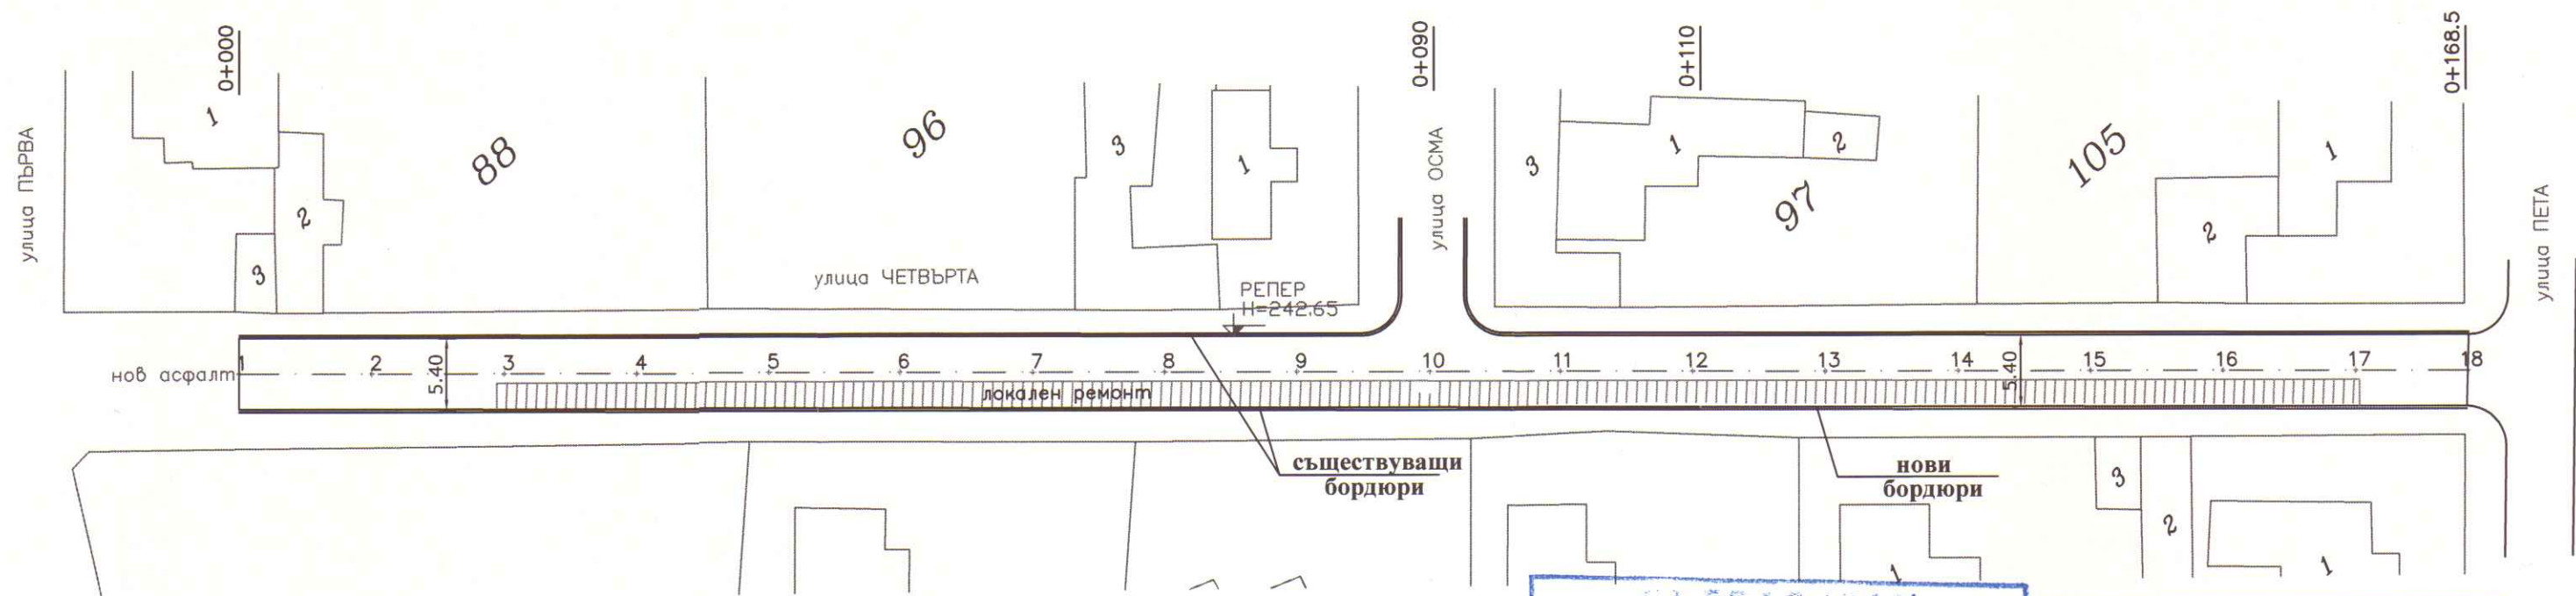 0+000
0+090
0+110
0+168.5
улица ПЪРВА
1
2
3
88
96
3
1
улица ЧЕТВЪРТА
РЕПЕР
Н=242.65
улица ОСМА
3
1
2
97
105
1
2
улица ПЕТА
нов асфалт
1 2 3 4 5 6 7 8 9 10 11 12 13 14 15 16 17 18
5.40
5.40
локален ремонт
съществуващи
бордюри
нови
бордюри
1
3
2
1